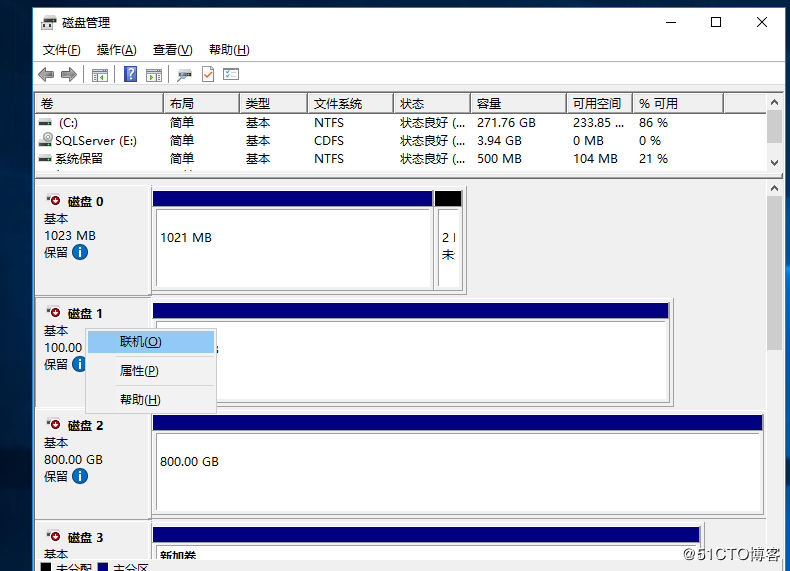 磁盘管理
文件(F) 操作(A) 查看(V) 帮助(H)
卷 布局 类型 文件系统 状态 容量 可用空间 % 可用
(C:) 简单 基本 NTFS 状态良好 (... 271.76 GB 233.85 ... 86 %
SQLServer (E:) 简单 基本 CDFS 状态良好 (... 3.94 GB 0 MB 0 %
系统保留 简单 基本 NTFS 状态良好 (... 500 MB 104 MB 21 %
磁盘 0
基本
1023 MB
保留
1021 MB
2
未
磁盘 1
基本
100.00
保留
联机(O)
属性(P)
帮助(H)
磁盘 2
基本
800.00 GB
保留
800.00 GB
磁盘 3
基本
新加卷
未分配 主分区
@51CTO博客